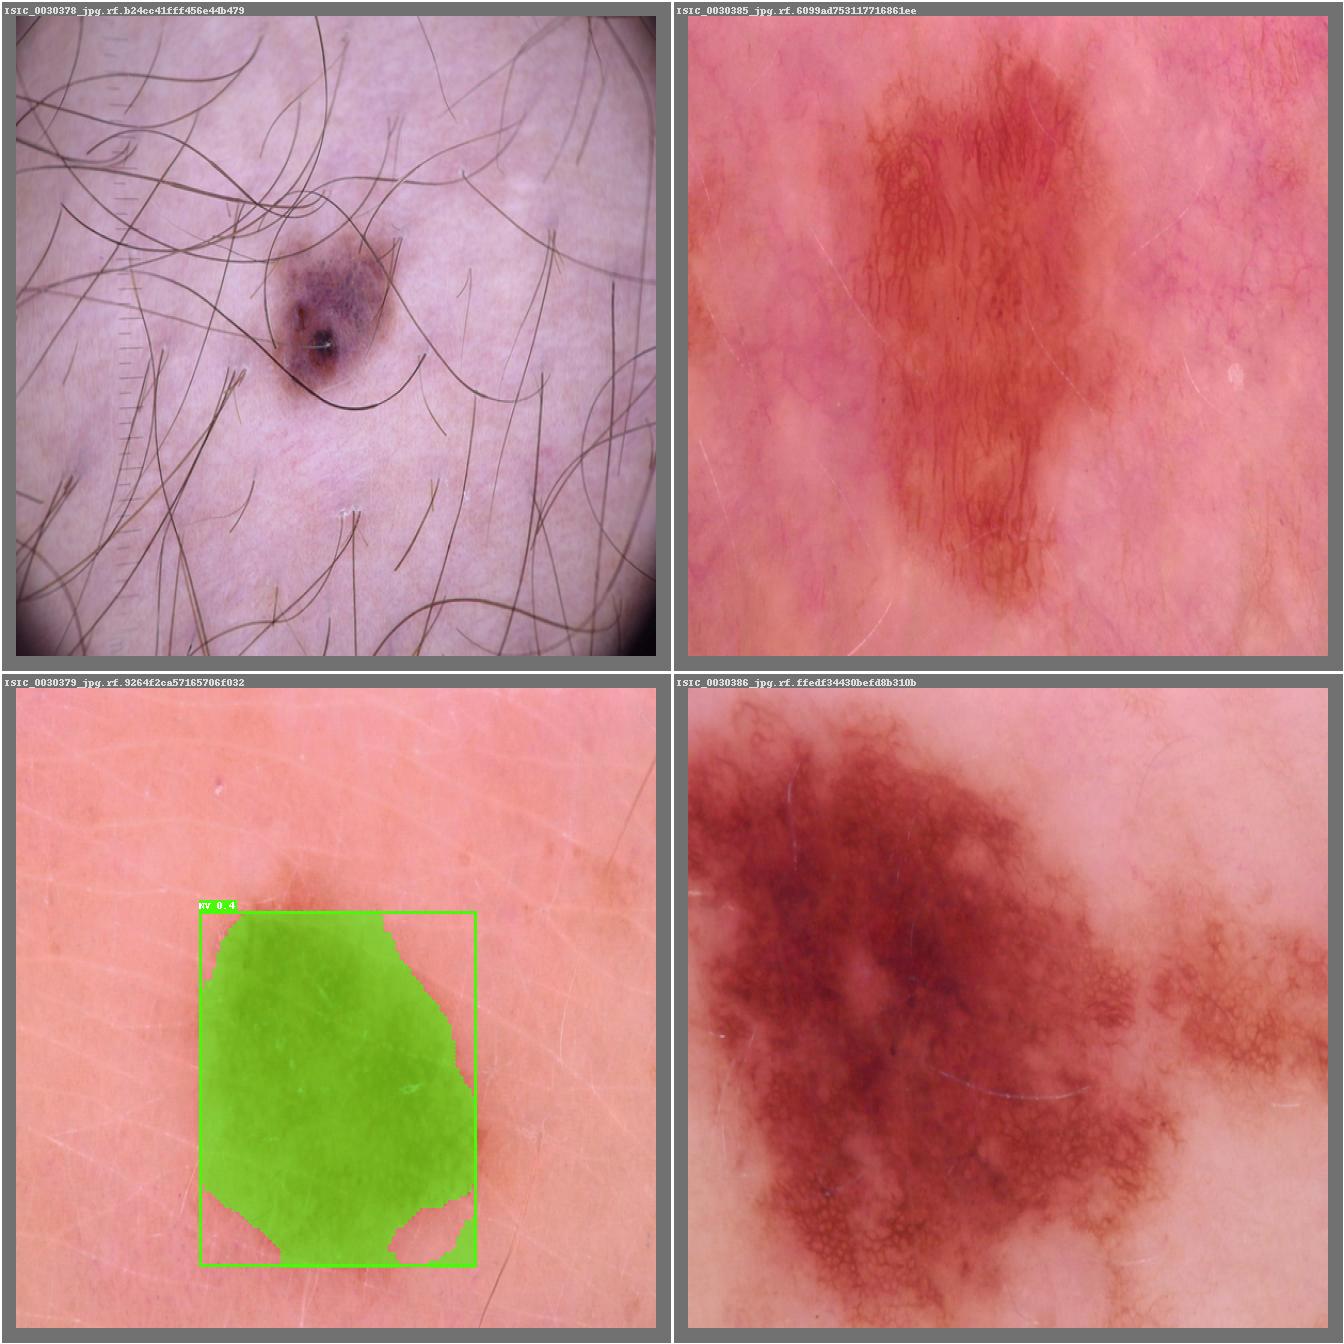 ISIC_0030378_jpg.rf.b24cc41fff456e44b479
ISIC_0030385_jpg.rf.6099ad753117716861ee
ISIC_0030379_jpg.rf.9264f2ca57165706f032
NV 0.4
ISIC_0030386_jpg.rf.ffedf34430befd8b310b